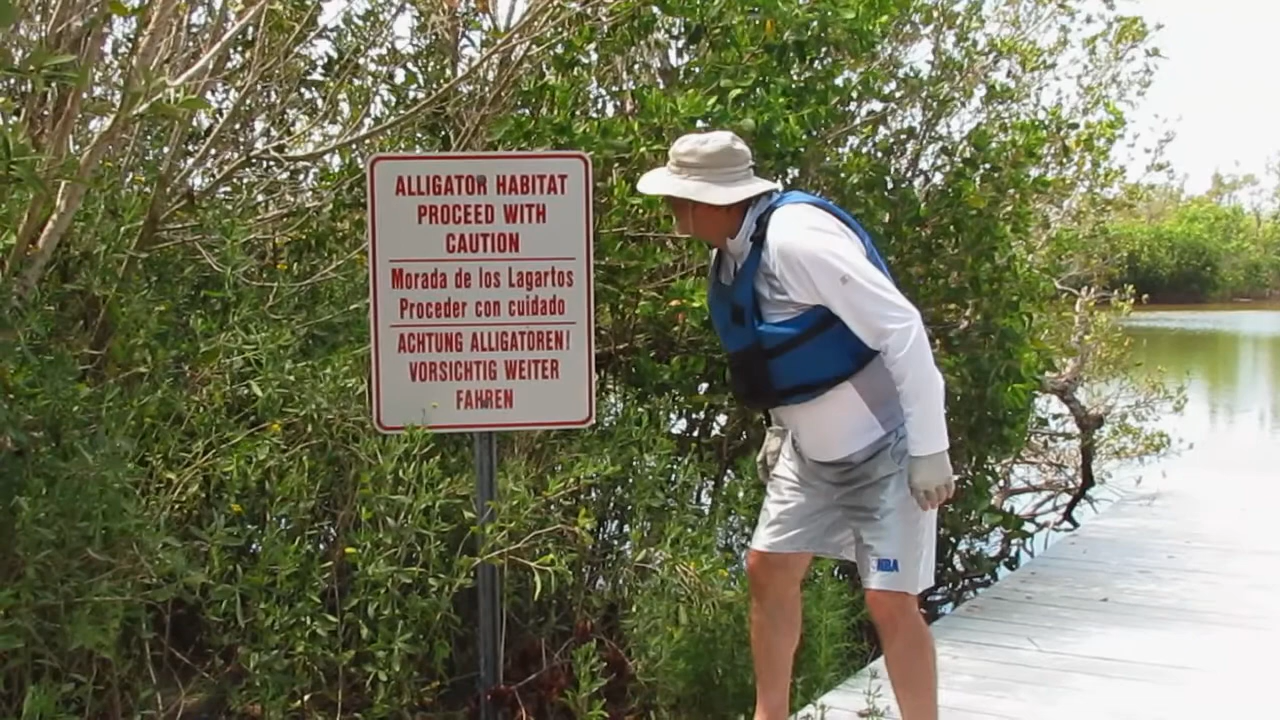 ALLIGATOR HABITAT
PROCEED WITH
CAUTION
Morada de los Lagartos
Proceder con cuidado
ACHTUNG ALLIGATOREN!
VORSICHTIG WEITER
FAHREN
NBA